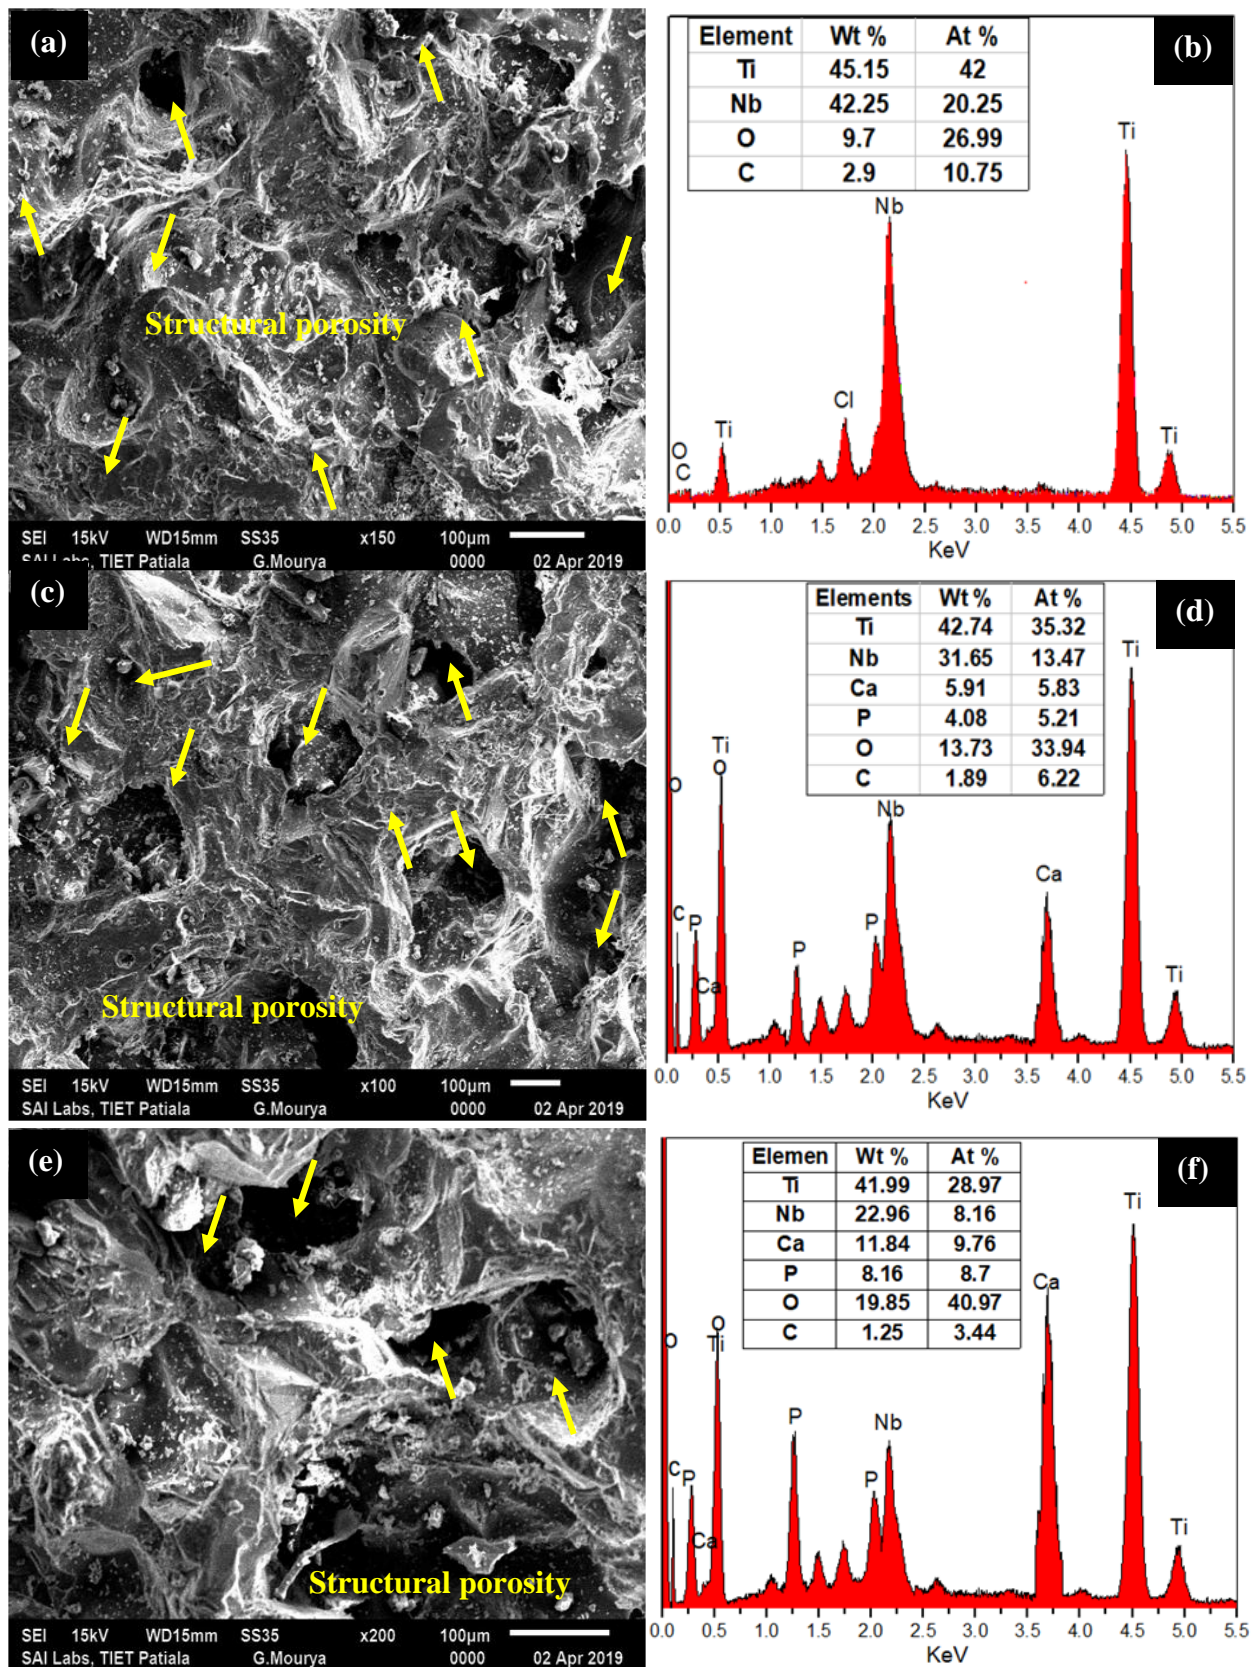 (a)
Structural porosity
SEI 15kV WD15mm SS35 x150 100µm
SAI Labs, TIET Patiala G.Mourya 0000 02 Apr 2019
(b)
Element Wt % At %
Ti 45.15 42
Nb 42.25 20.25
O 9.7 26.99
C 2.9 10.75
Ti
Nb
Cl
Ti
Ti
O
C
0.0 0.5 1.0 1.5 2.0 2.5 3.0 3.5 4.0 4.5 5.0 5.5
KeV
(c)
Structural porosity
SEI 15kV WD15mm SS35 x100 100µm
SAI Labs, TIET Patiala G.Mourya 0000 02 Apr 2019
(d)
Elements Wt % At %
Ti 42.74 35.32
Nb 31.65 13.47
Ca 5.91 5.83
P 4.08 5.21
O 13.73 33.94
C 1.89 6.22
Ti
Ti
O
O
Nb
Ca
C
P
P
P
Ca
Ti
0.0 0.5 1.0 1.5 2.0 2.5 3.0 3.5 4.0 4.5 5.0 5.5
KeV
(e)
Structural porosity
SEI 15kV WD15mm SS35 x200 100µm
SAI Labs, TIET Patiala G.Mourya 0000 02 Apr 2019
(f)
Elemen Wt % At %
Ti 41.99 28.97
Nb 22.96 8.16
Ca 11.84 9.76
P 8.16 8.7
O 19.85 40.97
C 1.25 3.44
Ti
Ca
O
Ti
O
P
Nb
C
P
P
Ca
Ti
0.0 0.5 1.0 1.5 2.0 2.5 3.0 3.5 4.0 4.5 5.0 5.5
KeV